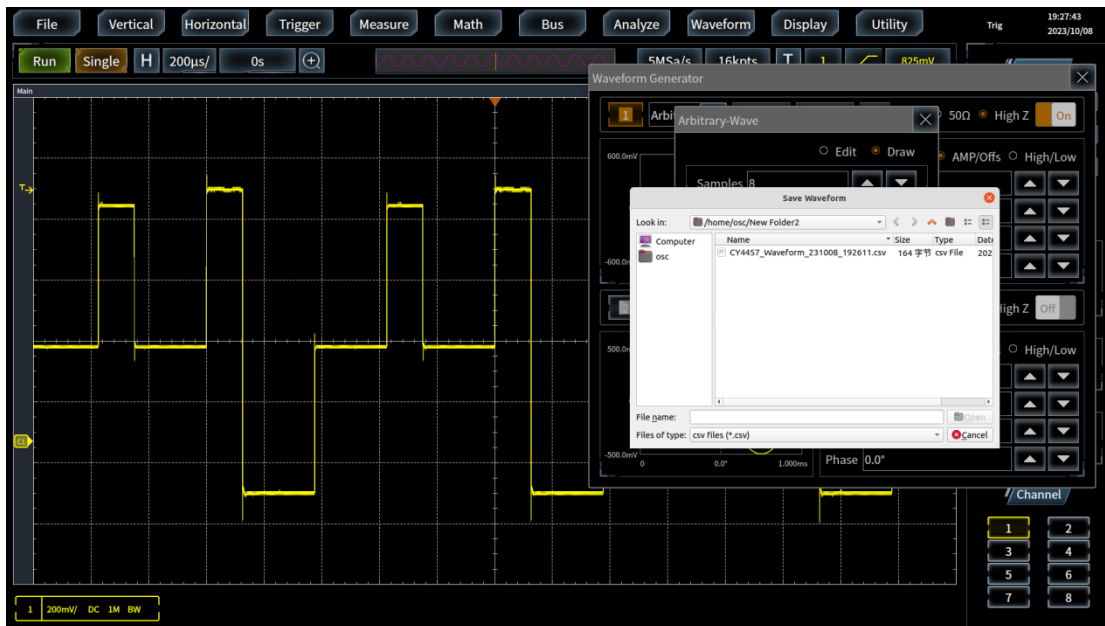 File Vertical Horizontal Trigger Measure Math Bus Analyze Waveform Display Utility Trig 19:27:43
2023/10/08
Run Single H 200μs/ 0s 5MSa/s 16kpts T 1 825mV
Main
Waveform Generator
1 Arbi 50Ω High Z On
Arbitrary-Wave
Edit Draw
600.0mV AMP/Offs High/Low
Samples 8
T
Save Waveform
Look in: /home/osc/New Folder2
Computer
osc
Name Size Type Date
CY4457_Waveform_231008_192611.csv 164 字节 csv File 202
-600.0m
2 High Z Off
500.0m High/Low
File name: Open
Files of type: csv files (*.csv) Cancel
C1
-500.0mV
0 0.0° 1.000ms
Phase 0.0°
Channel
1 2
3 4
5 6
7 8
1 200mV/ DC 1M BW